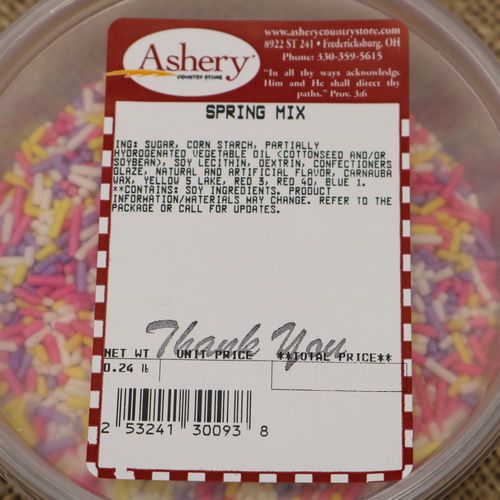 Ashery
COUNTRY STORE
www.asherycountrystore.com
8922 ST 241 • Fredericksburg, OH
Phone: 330-359-5615
"In all thy ways acknowledge
Him and He shall direct thy
paths." Prov. 3:6
SPRING MIX
ING: SUGAR, CORN STARCH, PARTIALLY
HYDROGENATED VEGETABLE OIL (COTTONSEED AND/OR
SOYBEAN), SOY LECITHIN, DEXTRIN, CONFECTIONERS
GLAZE, NATURAL AND ARTIFICIAL FLAVOR, CARNAUBA
WAX, YELLOW 5 LAKE, RED 3, RED 40, BLUE 1.
**CONTAINS: SOY INGREDIENTS. PRODUCT
INFORMATION/MATERIALS MAY CHANGE. REFER TO THE
PACKAGE OR CALL FOR UPDATES.
Thank You
NET WT UNIT PRICE **TOTAL PRICE**
0.24 lb
2 53241 30093 8